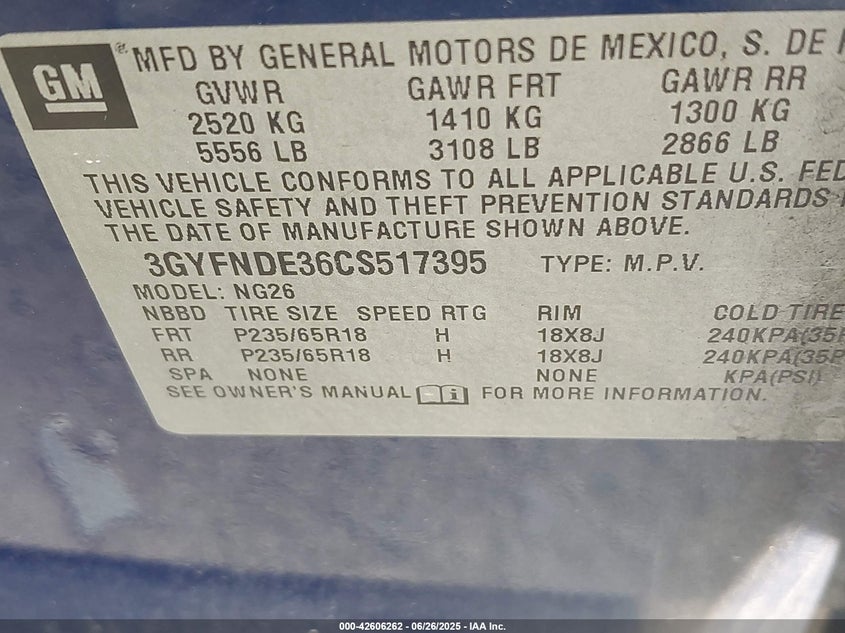 GM ® MFD BY GENERAL MOTORS DE MEXICO, S. DE
GVWR GAWR FRT GAWR RR
2520 KG 1410 KG 1300 KG
5556 LB 3108 LB 2866 LB
THIS VEHICLE CONFORMS TO ALL APPLICABLE U.S. FED
VEHICLE SAFETY AND THEFT PREVENTION STANDARDS
THE DATE OF MANUFACTURE SHOWN ABOVE.
3GYFNDE36CS517395 TYPE: M.P.V.
MODEL: NG26
NBBD TIRE SIZE SPEED RTG RIM COLD TIRE
FRT P235/65R18 H 18X8J 240KPA(35P
RR P235/65R18 H 18X8J 240KPA(35P
SPA NONE NONE KPA(PSI)
SEE OWNER'S MANUAL FOR MORE INFORMATION.
000-42606262 - 06/26/2025 - IAA Inc.